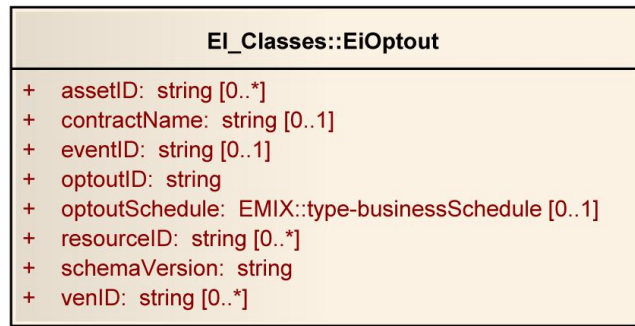 EI_Classes::EiOptout
+ assetID: string [0..*]
+ contractName: string [0..1]
+ eventID: string [0..1]
+ optoutID: string
+ optoutSchedule: EMIX::type-businessSchedule [0..1]
+ resourceID: string [0..*]
+ schemaVersion: string
+ venID: string [0..*]